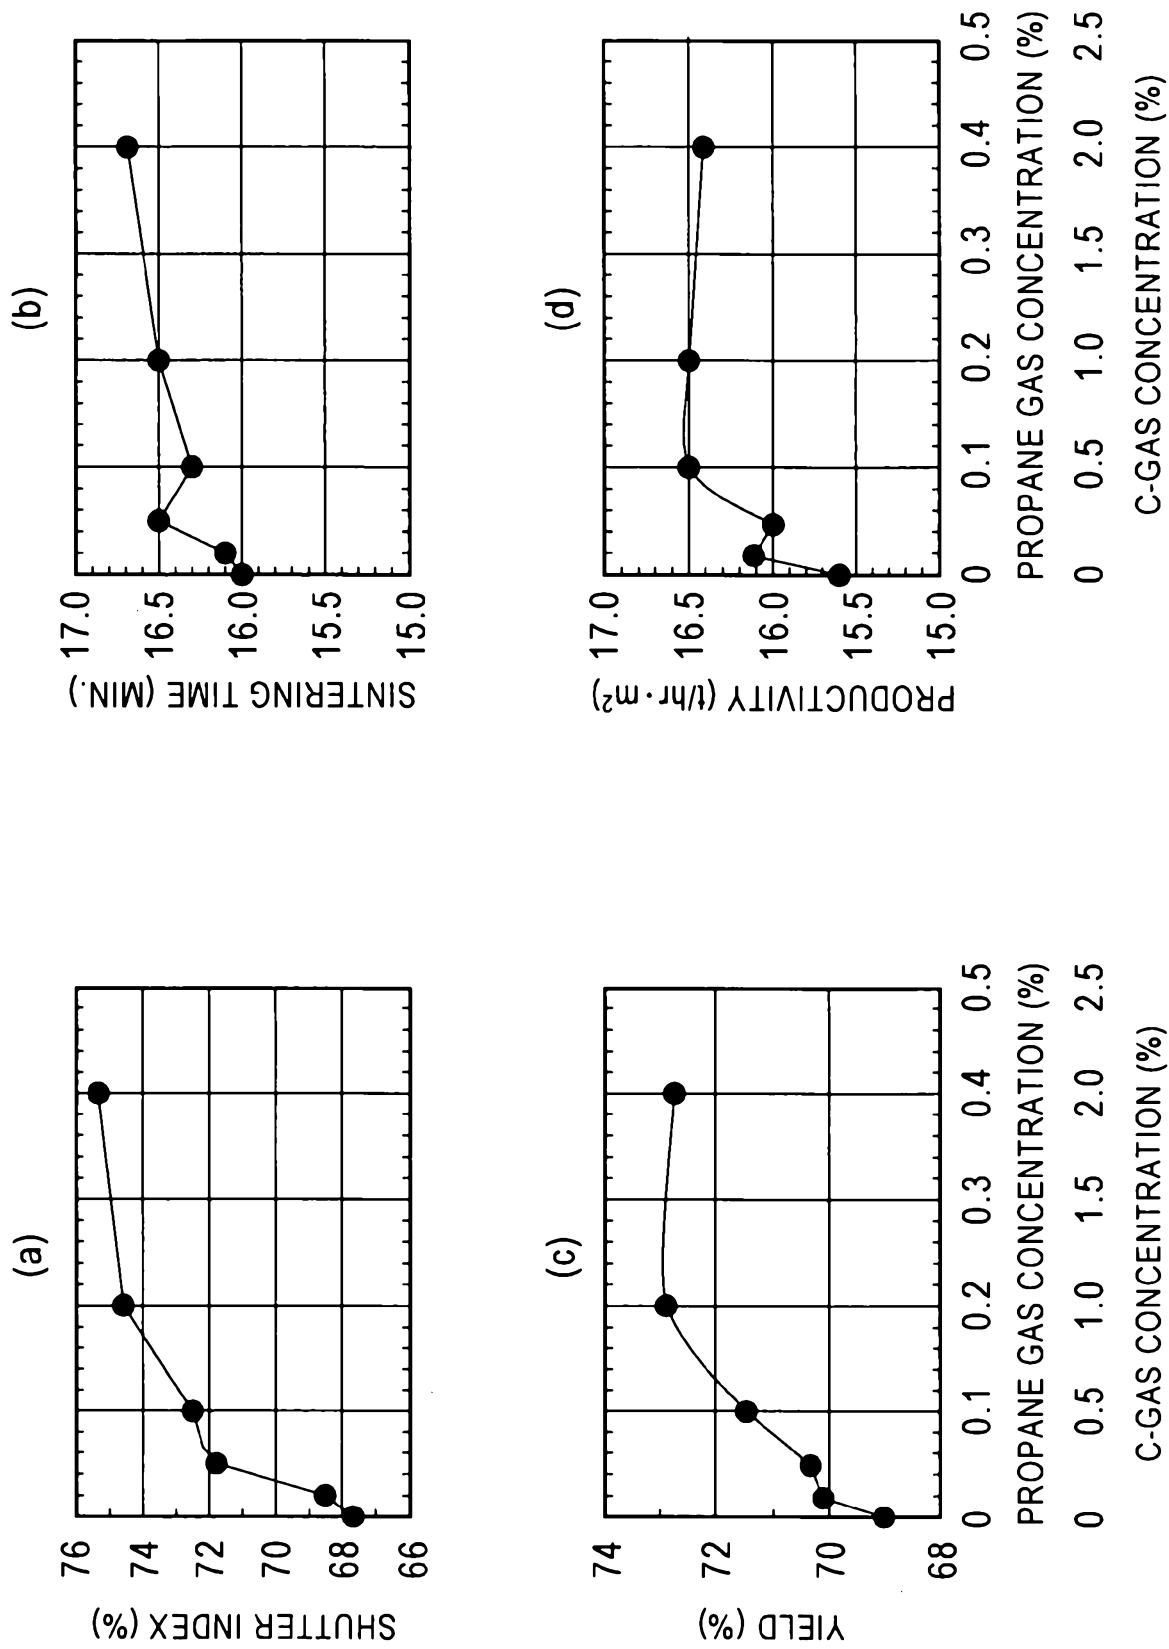 (a)
SHUTTER INDEX (%)
76
74
72
70
68
66
(b)
SINTERING TIME (MIN.)
17.0
16.5
16.0
15.5
15.0
(c)
YIELD (%)
74
72
70
68
0 0.1 0.2 0.3 0.4 0.5
PROPANE GAS CONCENTRATION (%)
0 0.5 1.0 1.5 2.0 2.5
C-GAS CONCENTRATION (%)
(d)
PRODUCTIVITY (t/hr·m²)
17.0
16.5
16.0
15.5
15.0
0 0.1 0.2 0.3 0.4 0.5
PROPANE GAS CONCENTRATION (%)
0 0.5 1.0 1.5 2.0 2.5
C-GAS CONCENTRATION (%)